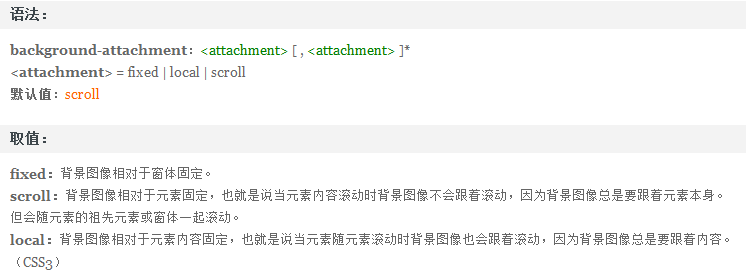 语法：
background-attachment：<attachment> [ , <attachment> ]*
<attachment> = fixed | local | scroll
默认值：scroll
取值：
fixed：背景图像相对于窗体固定。
scroll：背景图像相对于元素固定，也就是说当元素内容滚动时背景图像不会跟着滚动，因为背景图像总是要跟着元素本身。
但会随元素的祖先元素或窗体一起滚动。
local：背景图像相对于元素内容固定，也就是说当元素随元素滚动时背景图像也会跟着滚动，因为背景图像总是要跟着内容。
（CSS3）